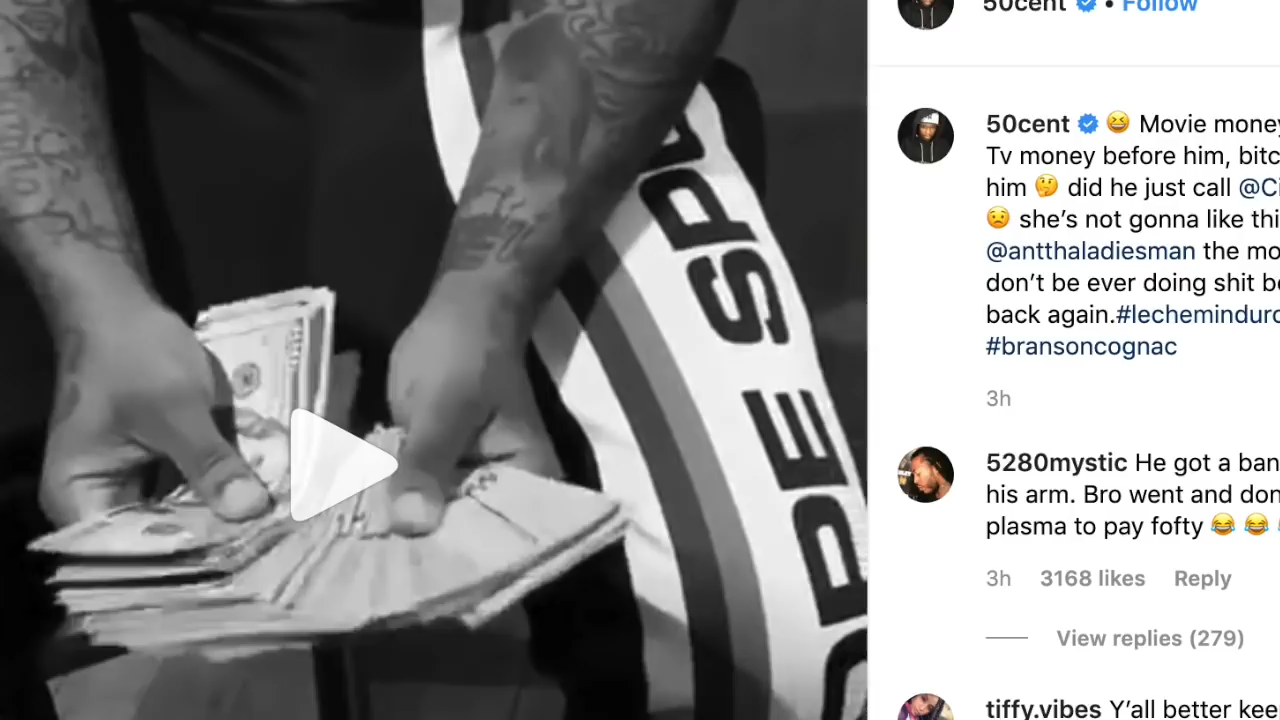 50cent • Follow
50cent 😆 Movie money
Tv money before him, bitc
him 🤔 did he just call @Ci
😟 she's not gonna like thi
@antthaladiesman the mo
don't be ever doing shit be
back again.#lecheminduro
#bransoncognac
3h
5280mystic He got a ban
his arm. Bro went and don
plasma to pay fofty 😂 😂
3h 3168 likes Reply
View replies (279)
tiffy.vibes Y'all better kee